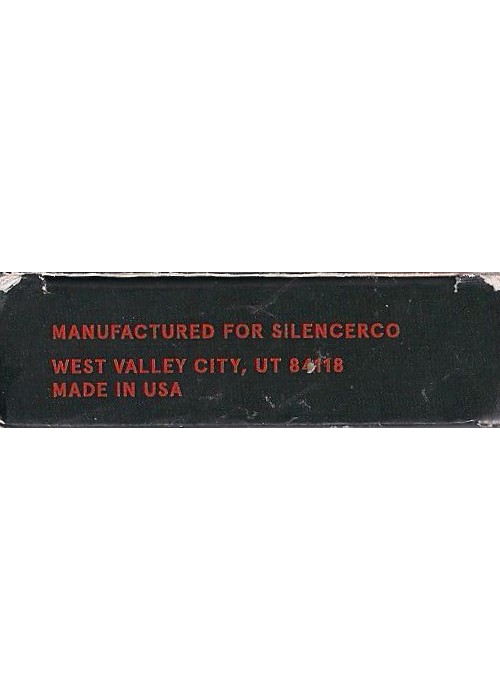 MANUFACTURED FOR SILENCERCO
WEST VALLEY CITY, UT 84118
MADE IN USA